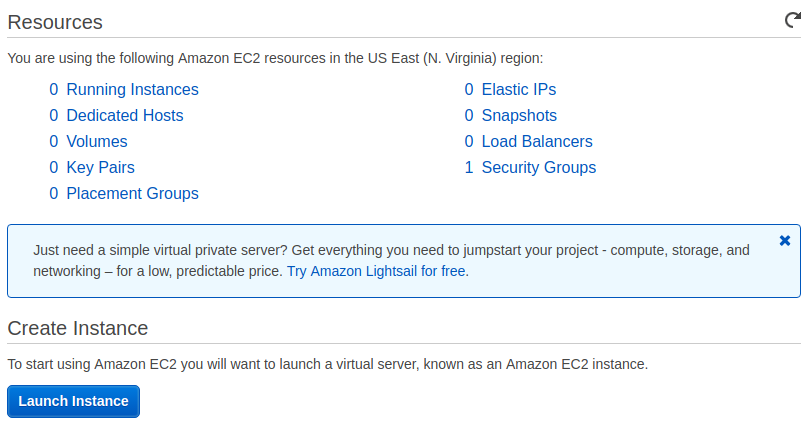 Resources
You are using the following Amazon EC2 resources in the US East (N. Virginia) region:
0 Running Instances
0 Dedicated Hosts
0 Volumes
0 Key Pairs
0 Placement Groups
0 Elastic IPs
0 Snapshots
0 Load Balancers
1 Security Groups
Just need a simple virtual private server? Get everything you need to jumpstart your project - compute, storage, and
networking – for a low, predictable price. Try Amazon Lightsail for free.
Create Instance
To start using Amazon EC2 you will want to launch a virtual server, known as an Amazon EC2 instance.
Launch Instance